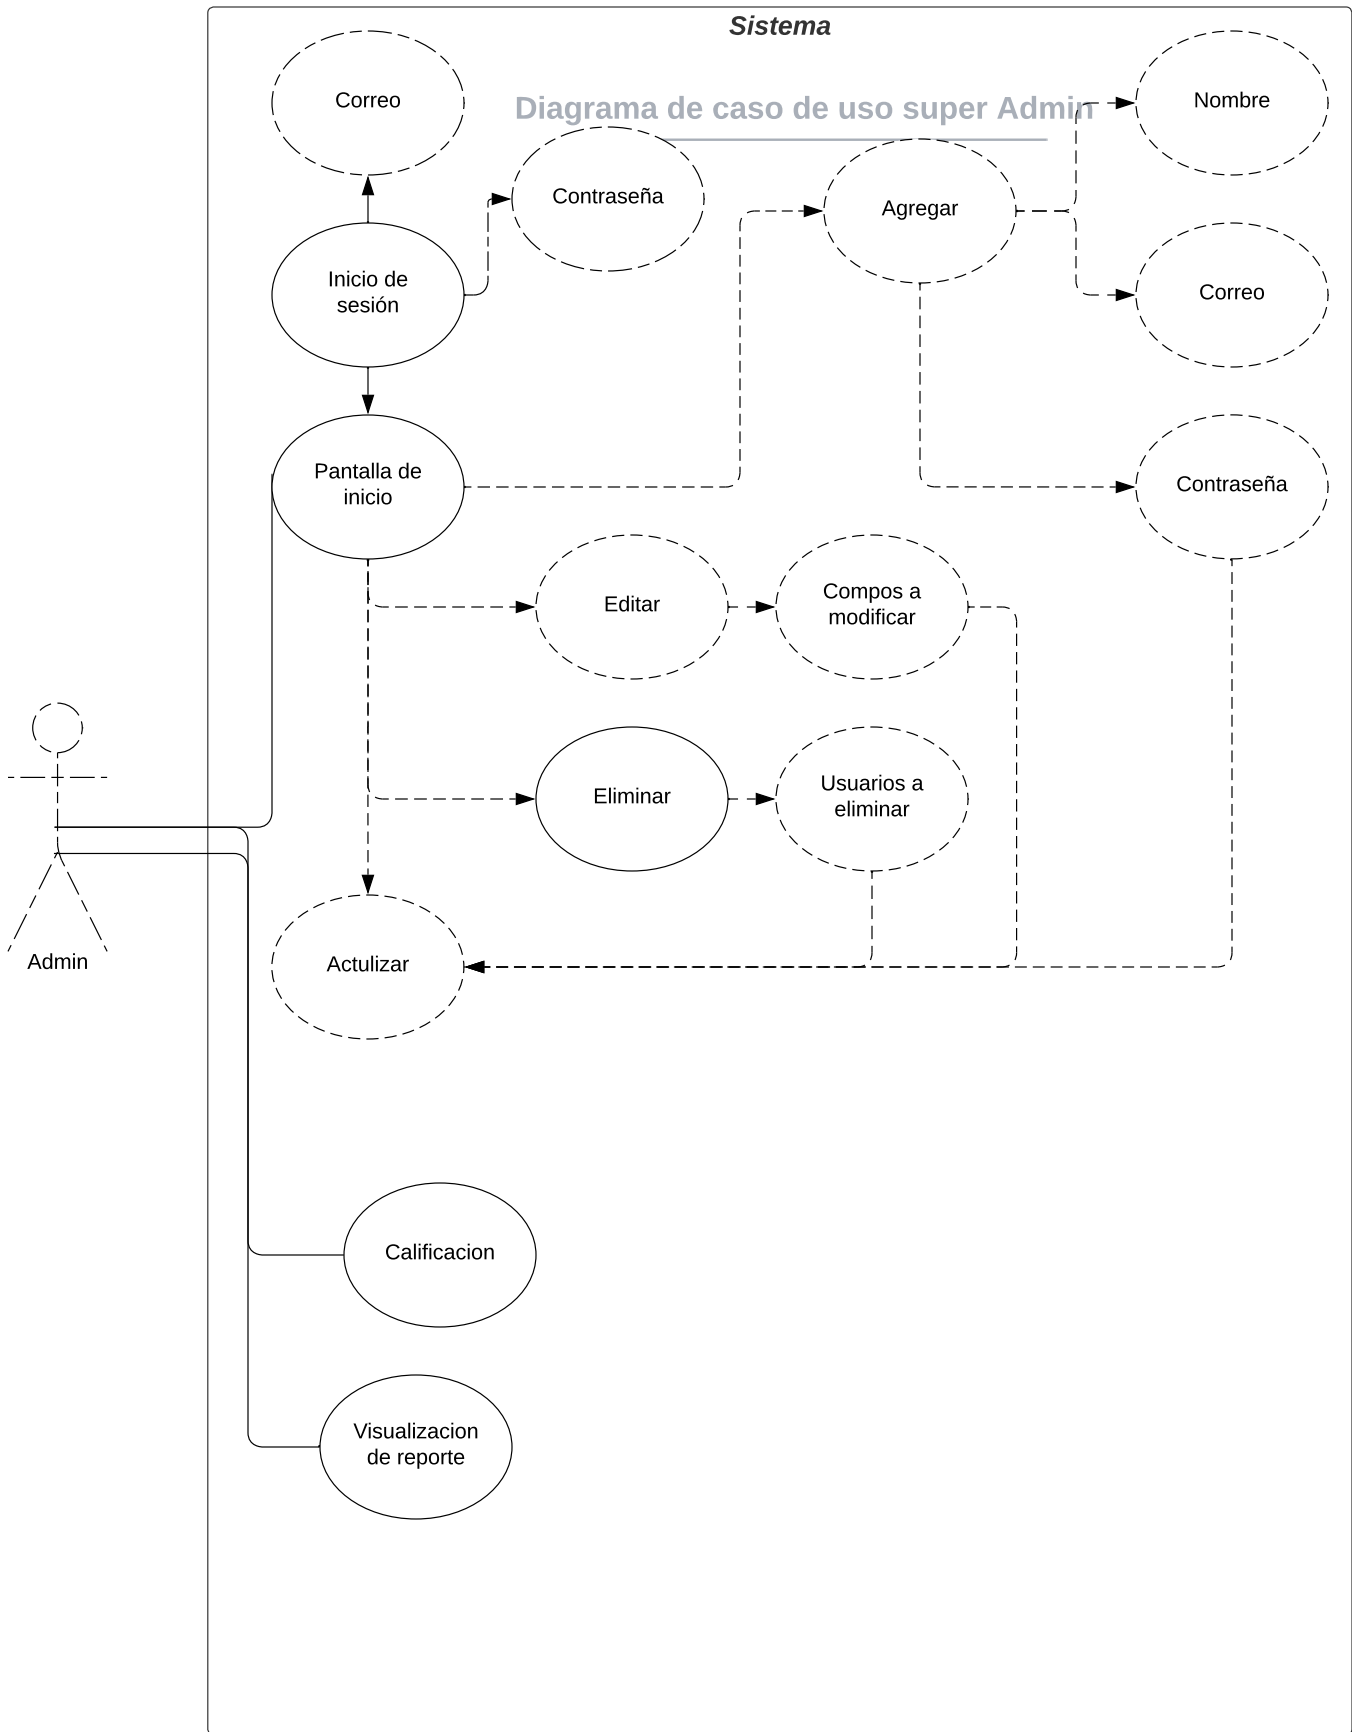 Sistema
Diagrama de caso de uso super Admin
Correo
Nombre
Contraseña
Agregar
Inicio de
sesión
Correo
Pantalla de
inicio
Contraseña
Editar
Compos a
modificar
Eliminar
Usuarios a
eliminar
Admin
Actulizar
Calificacion
Visualizacion
de reporte